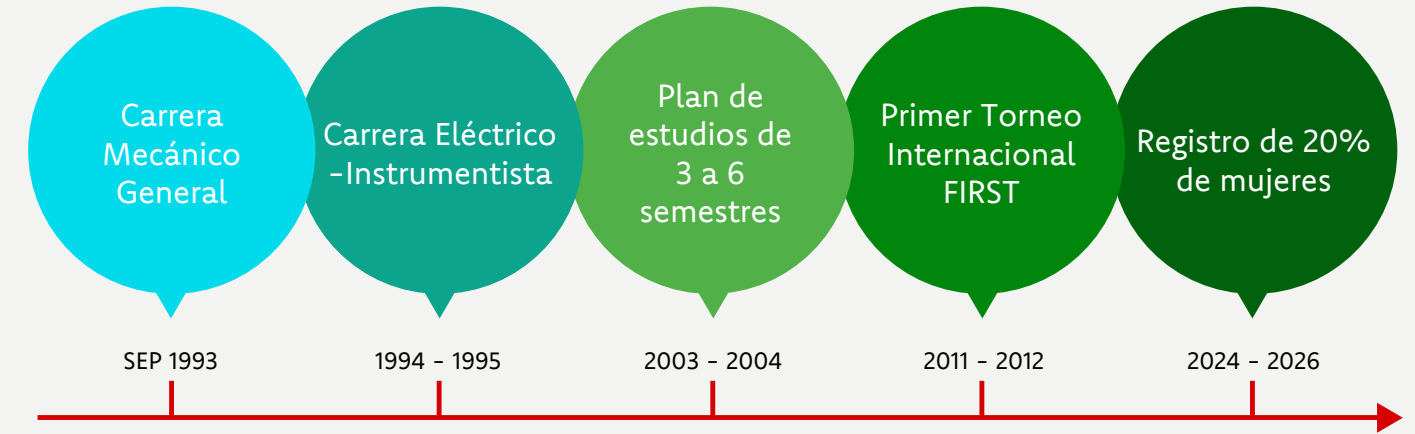 Carrera
Mecánico
General
Carrera Eléctrico
-Instrumentista
Plan de
estudios de
3 a 6
semestres
Primer Torneo
Internacional
FIRST
Registro de 20%
de mujeres
SEP 1993
1994 - 1995
2003 - 2004
2011 - 2012
2024 - 2026